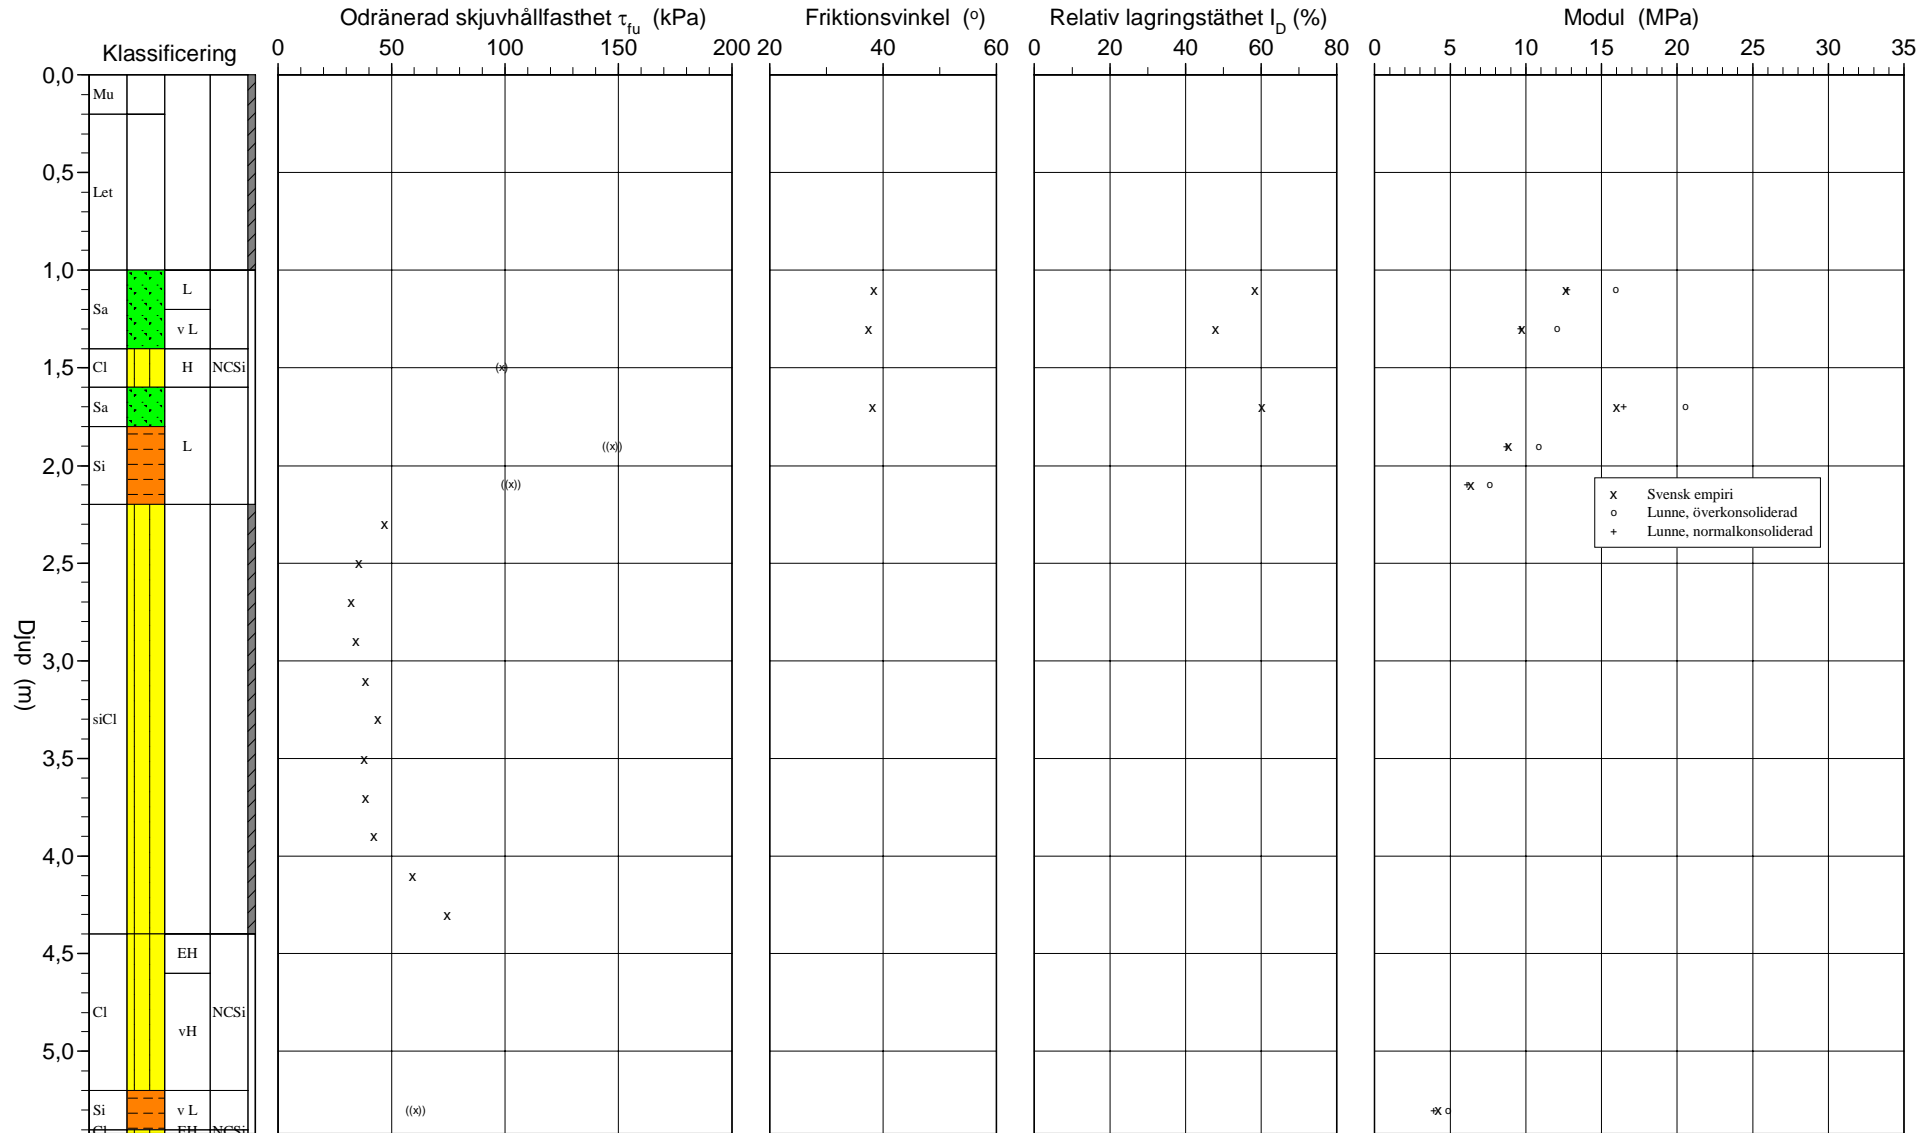 Odränerad skjuvhållfasthet τfu (kPa)
Friktionsvinkel (o)
Relativ lagringstäthet ID (%)
Modul (MPa)
Klassificering
0 50 100 150 200
20 40 60
0 20 40 60 80
0 5 10 15 20 25 30 35
Djup (m)
0,0
0,5
1,0
1,5
2,0
2,5
3,0
3,5
4,0
4,5
5,0
Mu
Let
Sa
L
v L
Cl H NCSi
Sa
L
Si
siCl
EH
Cl NCSi
vH
Si v L
Cl EH NCSi
x Svensk empiri
o Lunne, överkonsoliderad
+ Lunne, normalkonsoliderad